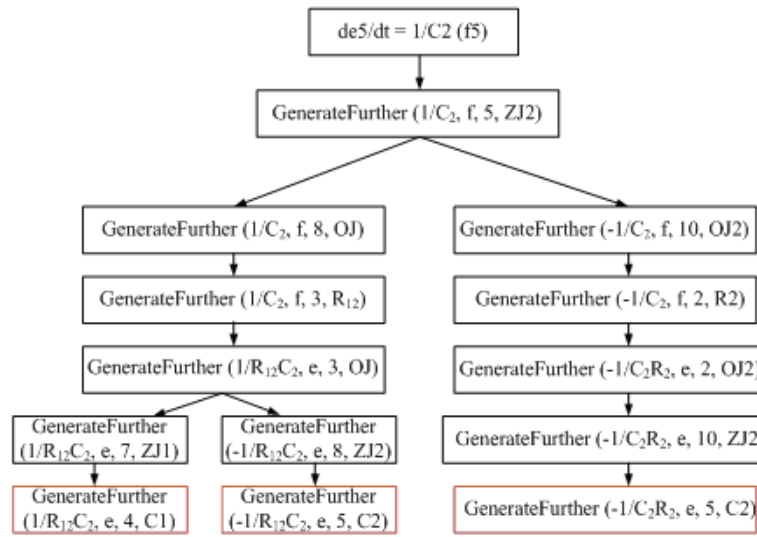 de5/dt = 1/C2 (f5)
GenerateFurther (1/C₂, f, 5, ZJ2)
GenerateFurther (1/C₂, f, 8, OJ)
GenerateFurther (-1/C₂, f, 10, OJ2)
GenerateFurther (1/C₂, f, 3, R₁₂)
GenerateFurther (-1/C₂, f, 2, R2)
GenerateFurther (1/R₁₂C₂, e, 3, OJ)
GenerateFurther (-1/C₂R₂, e, 2, OJ2)
GenerateFurther
(1/R₁₂C₂, e, 7, ZJ1)
GenerateFurther
(-1/R₁₂C₂, e, 8, ZJ2)
GenerateFurther (-1/C₂R₂, e, 10, ZJ2
GenerateFurther
(1/R₁₂C₂, e, 4, C1)
GenerateFurther
(-1/R₁₂C₂, e, 5, C2)
GenerateFurther (-1/C₂R₂, e, 5, C2)